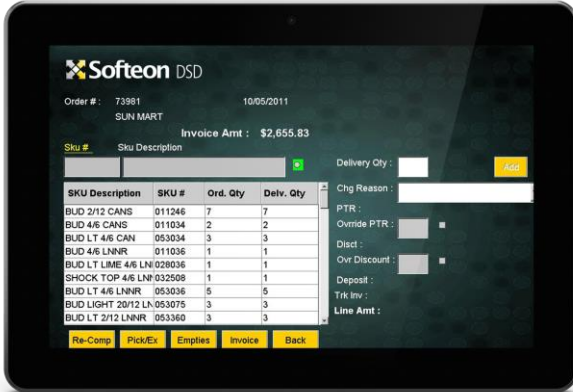 Softeon DSD
Order # : 73981 10/05/2011
SUN MART
Invoice Amt : $2,655.83
Sku # Sku Description
Delivery Qty :
Add
Chg Reason :
PTR :
Ovrride PTR :
Disct :
Ovr Discount :
Deposit :
Trk Inv :
Line Amt :
SKU Description SKU # Ord. Qty Delv. Qty
BUD 2/12 CANS 011246 7 7
BUD 4/6 CANS 011034 2 2
BUD LT 4/6 CAN 053034 3 3
BUD 4/6 LNNR 011036 1 1
BUD LT LIME 4/6 LNI 028036 1 1
SHOCK TOP 4/6 LNI 032508 1 1
BUD LT 4/6 LNNR 053036 5 5
BUD LIGHT 20/12 LN 053075 3 3
BUD LT 2/12 LNNR 053360 3 3
Re-Comp Pick/Ex Empties Invoice Back